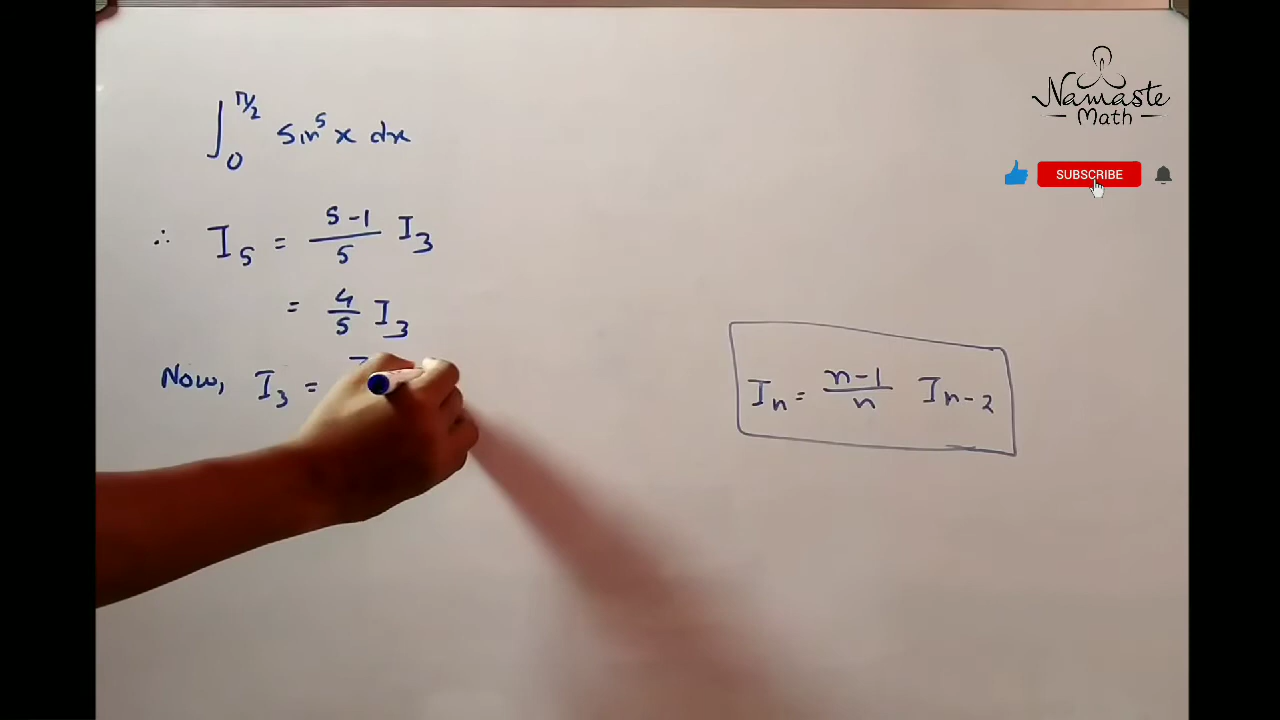 ∫₀^π/2 sin⁵ x dx
∴ I₅ = (5-1)/5 I₃
= 4/5 I₃
Now, I₃ =
Iₙ = (n-1)/n Iₙ₋₂
Namaste
Math
SUBSCRIBE